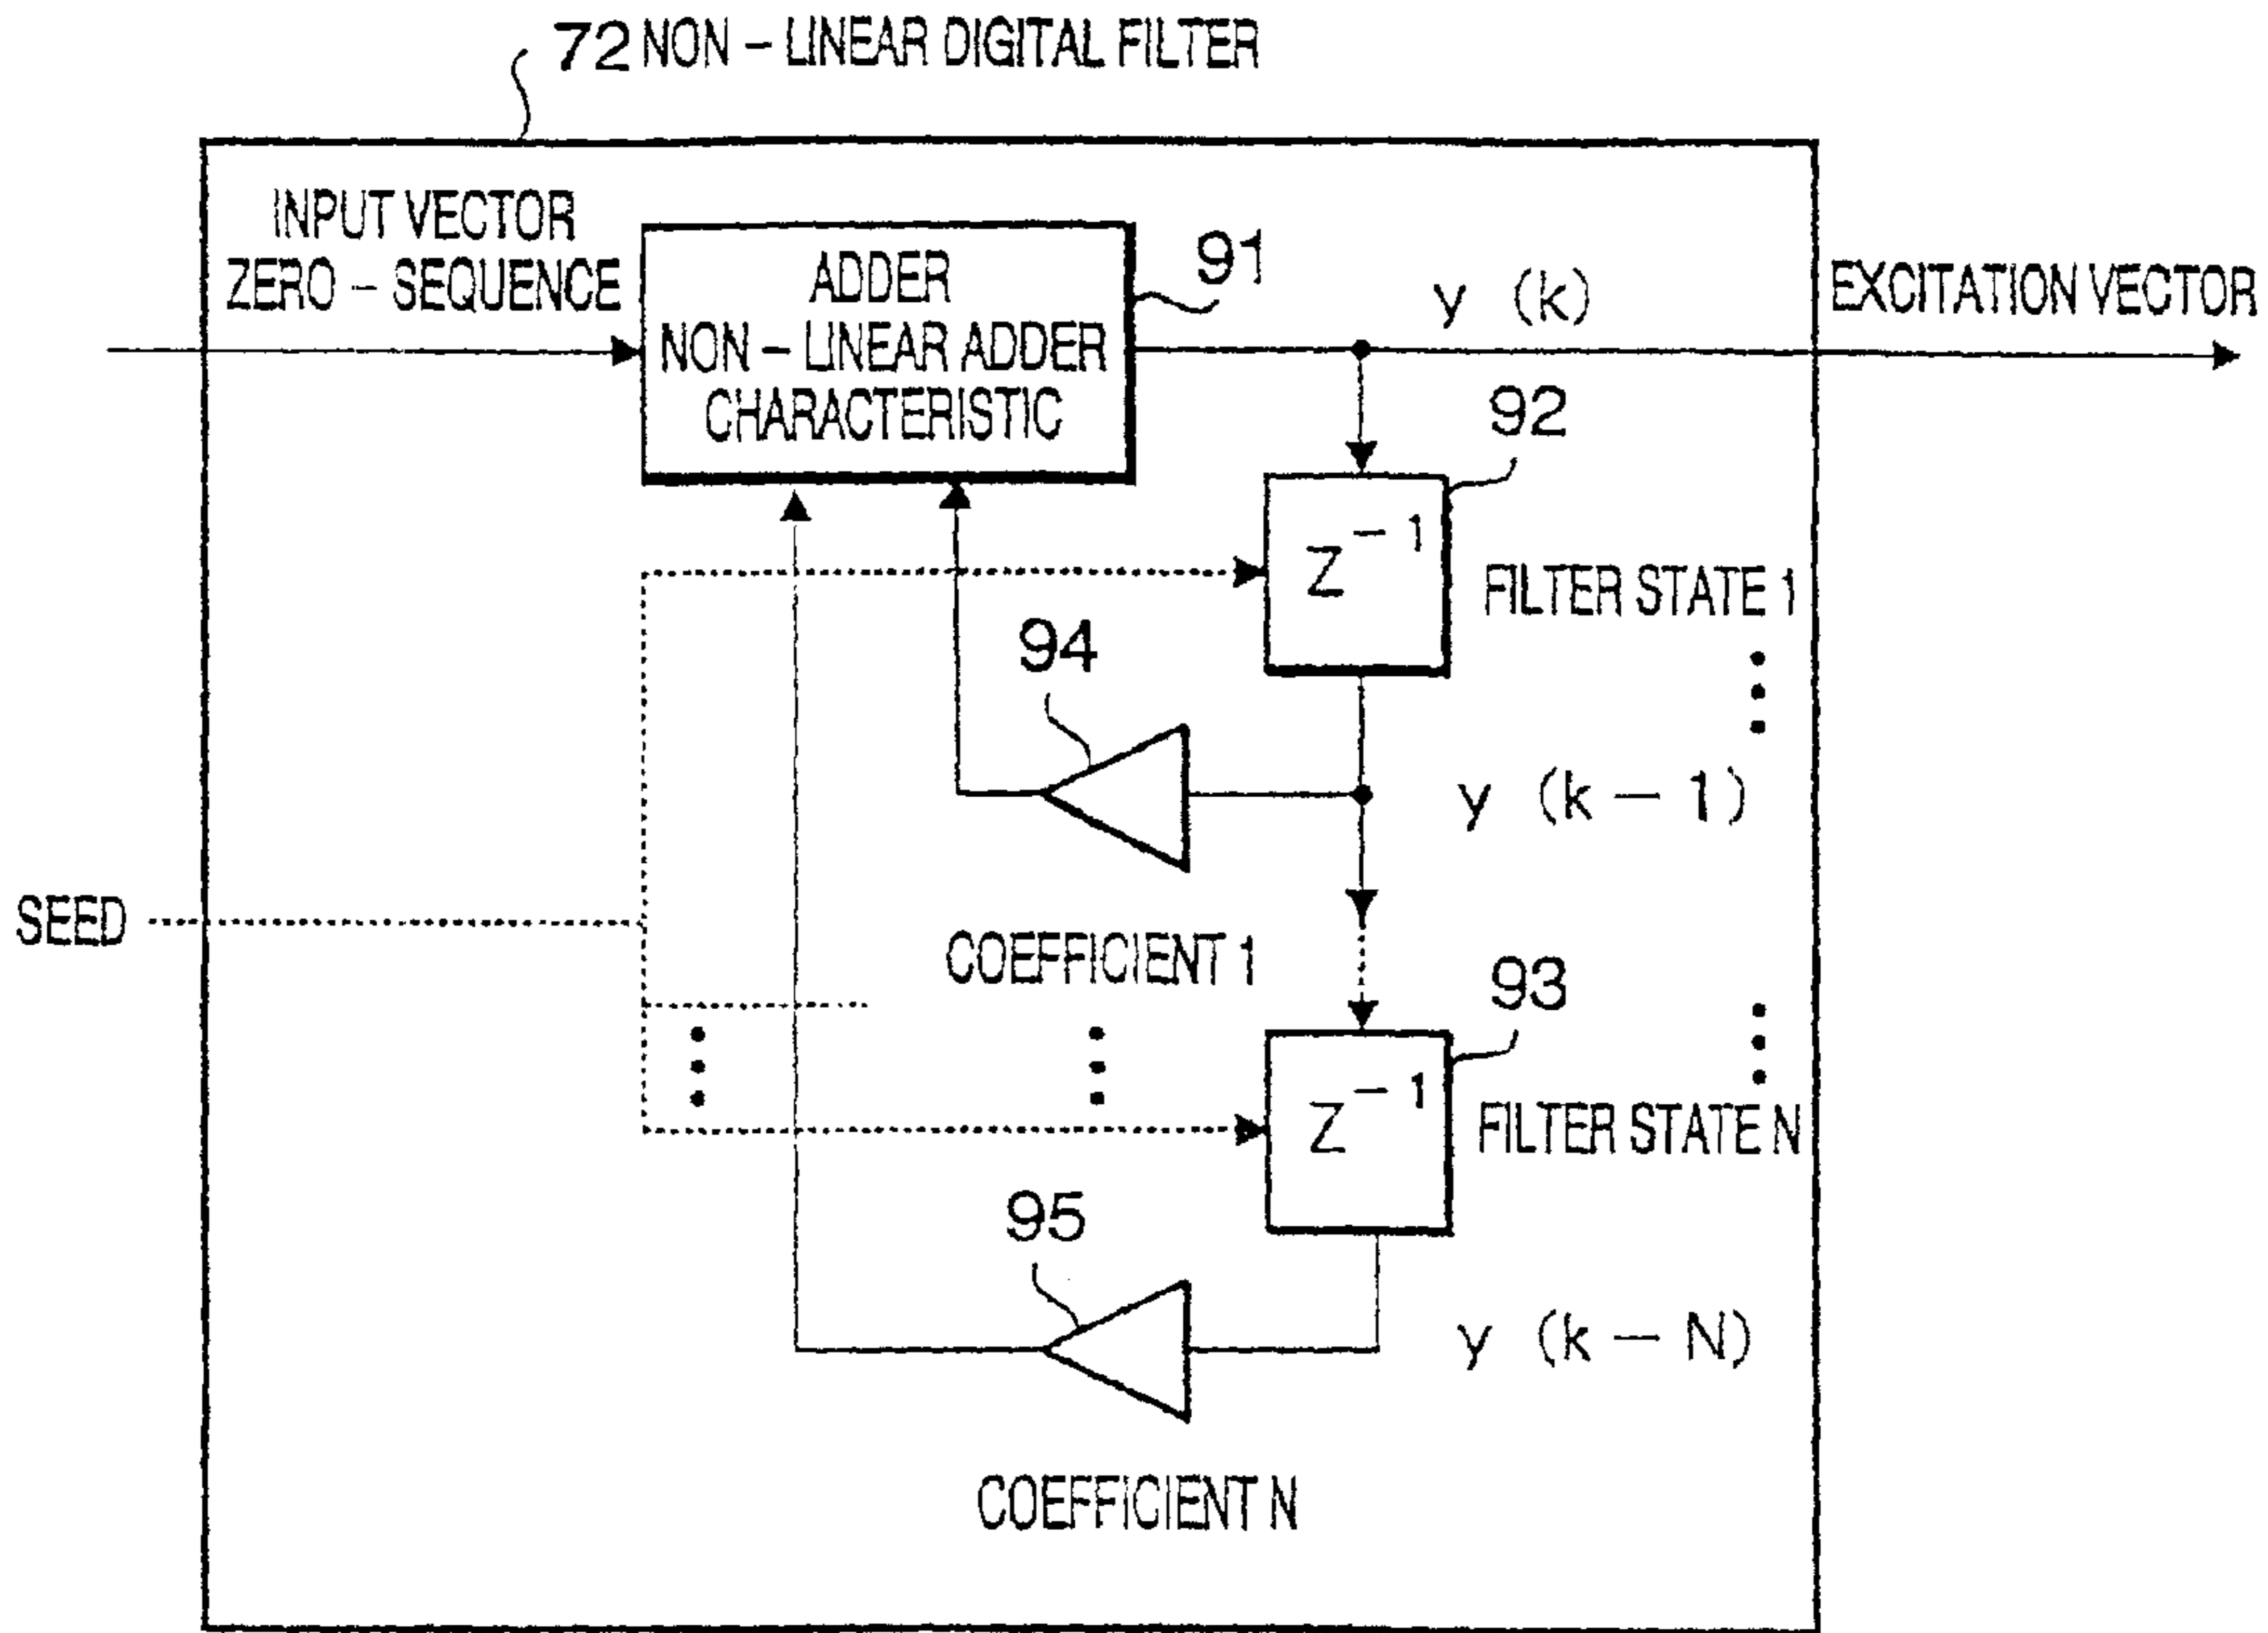 72 NON – LINEAR DIGITAL FILTER
INPUT VECTOR
ZERO – SEQUENCE
ADDER
NON – LINEAR ADDER
CHARACTERISTIC
91
y (k)
EXCITATION VECTOR
92
Z⁻¹
FILTER STATE 1
94
y (k – 1)
SEED
COEFFICIENT 1
93
Z⁻¹
FILTER STATE N
95
y (k – N)
COEFFICIENT N